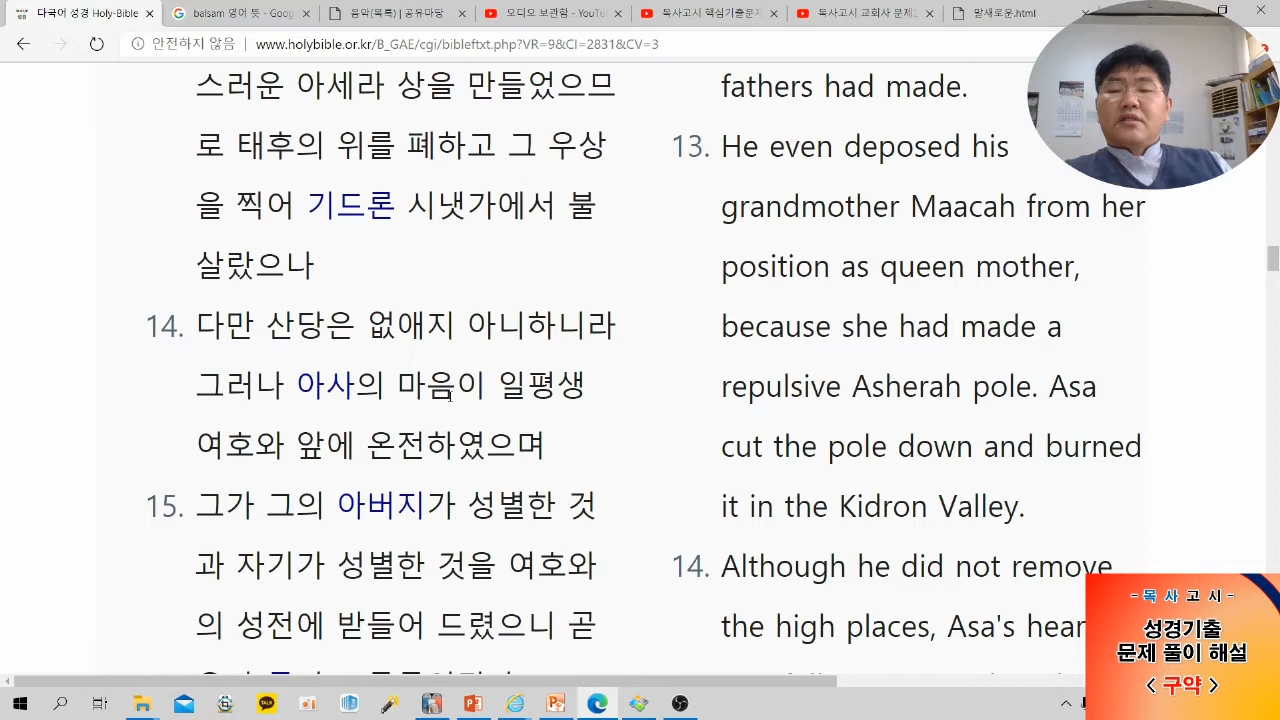 다국어 성경 Holy-Bible
balsam 영어 뜻 - Goog
음악(목록) | 공유마당
오디오 보관함 - YouTu
목사고시 핵심기출문
목사고시 교회사 문제
말새로운.html
안전하지 않음
www.holybible.or.kr/B_GAE/cgi/bibleftxt.php?VR=9&CI=2831&CV=3
스러운 아세라 상을 만들었으므
로 태후의 위를 폐하고 그 우상
을 찍어 기드론 시냇가에서 불
살랐으나
14. 다만 산당은 없애지 아니하니라
그러나 아사의 마음이 일평생
여호와 앞에 온전하였으며
15. 그가 그의 아버지가 성별한 것
과 자기가 성별한 것을 여호와
의 성전에 받들어 드렸으니 곧
fathers had made.
13. He even deposed his
grandmother Maacah from her
position as queen mother,
because she had made a
repulsive Asherah pole. Asa
cut the pole down and burned
it in the Kidron Valley.
14. Although he did not remove
the high places, Asa's hear
- 목사고시 -
성경기출
문제 풀이 해설
< 구약 >